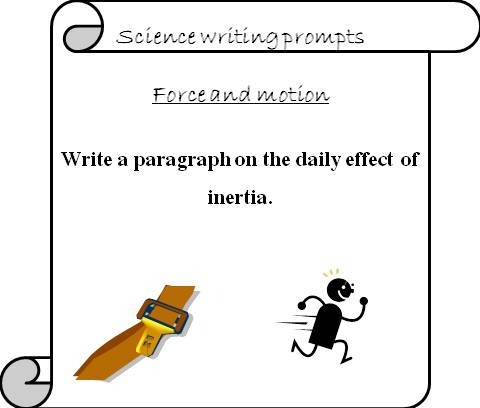 Science writing prompts
Force and motion
Write a paragraph on the daily effect of
inertia.